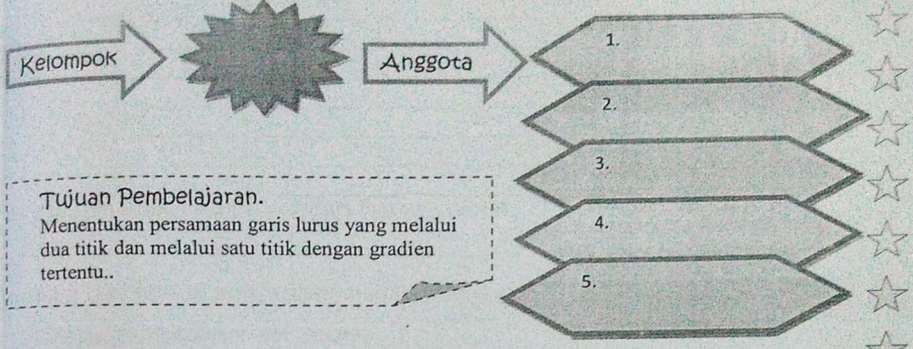 Kelompok
Anggota
1.
2.
3.
4.
5.
Tujuan Pembelajaran.
Menentukan persamaan garis lurus yang melalui
dua titik dan melalui satu titik dengan gradien
tertentu..